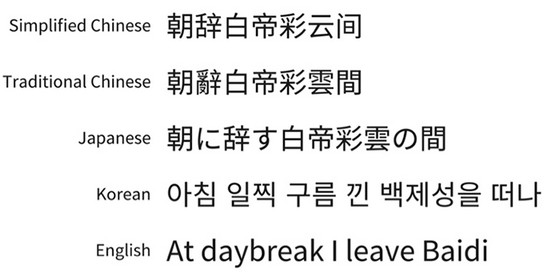 Simplified Chinese 朝辞白帝彩云间
Traditional Chinese 朝辭白帝彩雲間
Japanese 朝に辞す白帝彩雲の間
Korean 아침 일찍 구름 낀 백제성을 떠나
English At daybreak I leave Baidi